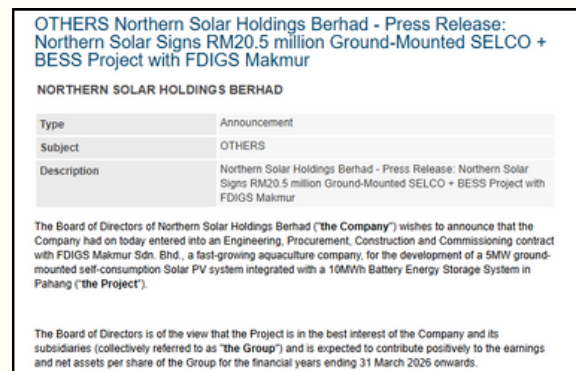 OTHERS Northern Solar Holdings Berhad - Press Release:
Northern Solar Signs RM20.5 million Ground-Mounted SELCO +
BESS Project with FDIGS Makmur
NORTHERN SOLAR HOLDINGS BERHAD
Type Announcement
Subject OTHERS
Description Northern Solar Holdings Berhad - Press Release: Northern Solar
Signs RM20.5 million Ground-Mounted SELCO + BESS Project with
FDIGS Makmur
The Board of Directors of Northern Solar Holdings Berhad ("the Company") wishes to announce that the
Company had on today entered into an Engineering, Procurement, Construction and Commissioning contract
with FDIGS Makmur Sdn. Bhd., a fast-growing aquaculture company, for the development of a 5MW ground-
mounted self-consumption Solar PV system integrated with a 10MWh Battery Energy Storage System in
Pahang ("the Project").
The Board of Directors is of the view that the Project is in the best interest of the Company and its
subsidiaries (collectively referred to as "the Group") and is expected to contribute positively to the earnings
and net assets per share of the Group for the financial years ending 31 March 2026 onwards.